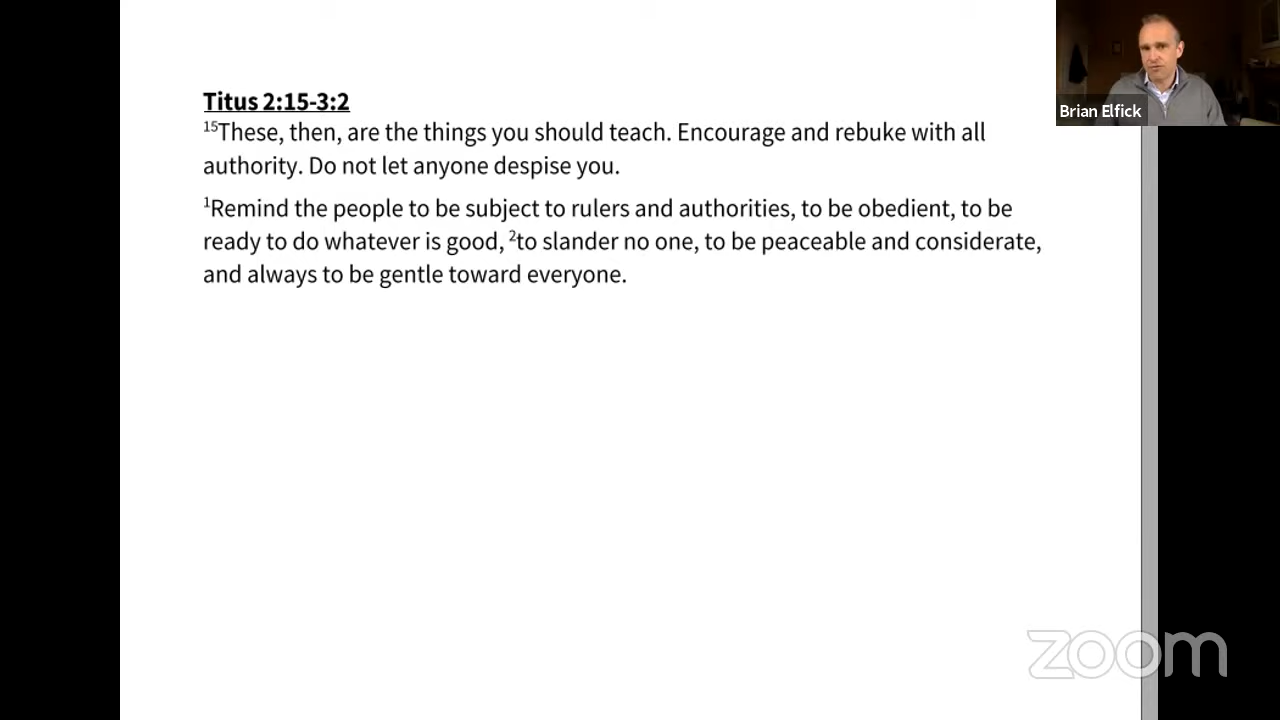 Titus 2:15-3:2
15These, then, are the things you should teach. Encourage and rebuke with all
authority. Do not let anyone despise you.
1Remind the people to be subject to rulers and authorities, to be obedient, to be
ready to do whatever is good, 2to slander no one, to be peaceable and considerate,
and always to be gentle toward everyone.
Brian Elfick
zoom